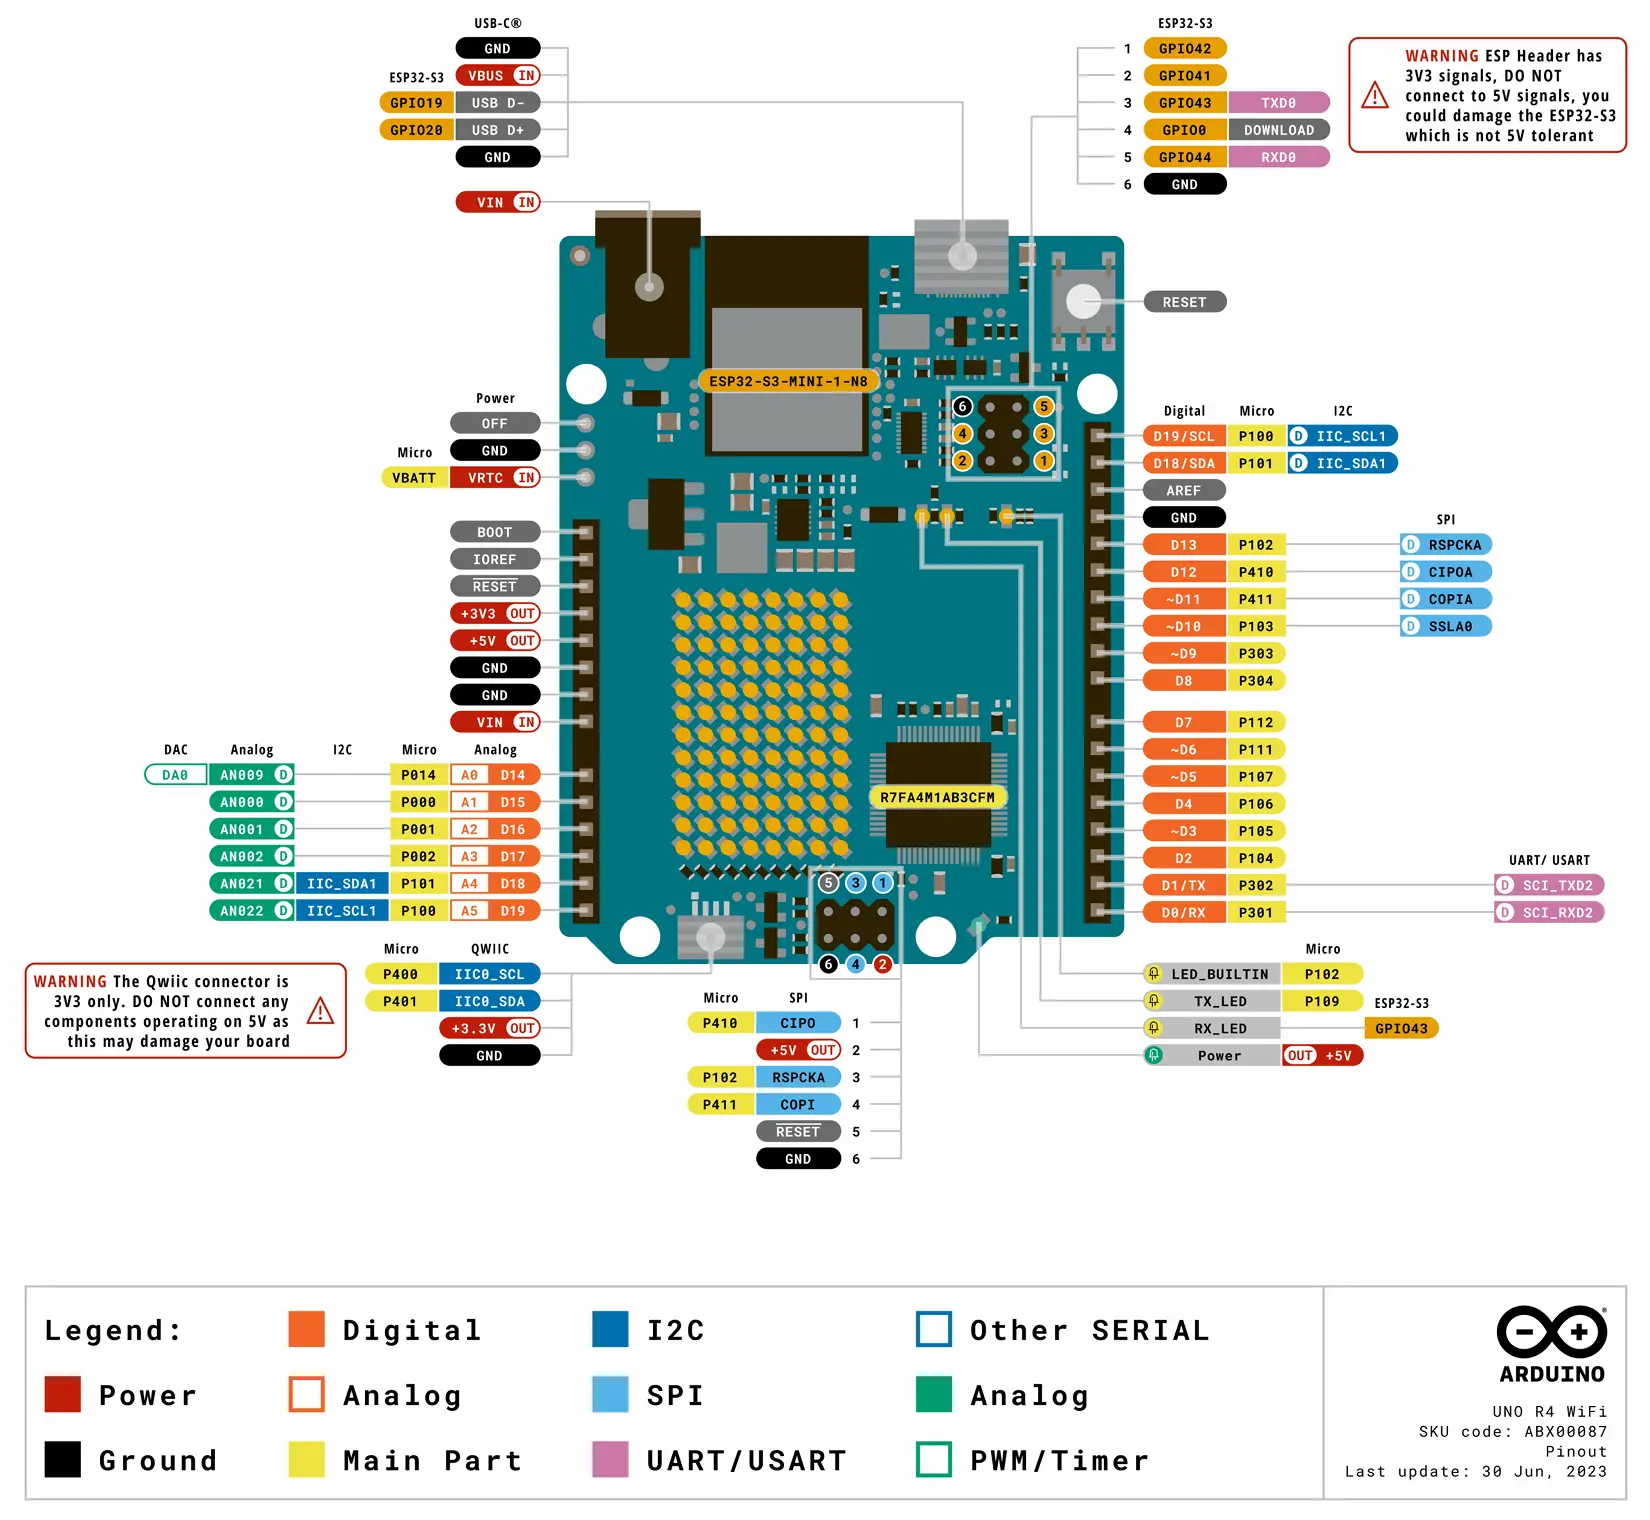 USB-C®
GND
ESP32-S3
VBUS IN
GPIO19 USB D-
GPIO20 USB D+
GND
VIN IN
ESP32-S3
1 GPIO42
2 GPIO41
3 GPIO43 TXD0
4 GPIO0 DOWNLOAD
5 GPIO44 RXD0
6 GND
WARNING ESP Header has
3V3 signals, DO NOT
connect to 5V signals, you
could damage the ESP32-S3
which is not 5V tolerant
RESET
ESP32-S3-MINI-1-N8
6 5
4 3
2 1
Power
OFF
GND
Micro
VBATT VRTC IN
BOOT
IOREF
RESET
+3V3 OUT
+5V OUT
GND
GND
VIN IN
DAC Analog I2C Micro Analog
DA0 AN009 D P014 A0 D14
AN000 D P000 A1 D15
AN001 D P001 A2 D16
AN002 D P002 A3 D17
AN021 D IIC_SDA1 P101 A4 D18
AN022 D IIC_SCL1 P100 A5 D19
Digital Micro I2C
D19/SCL P100 D IIC_SCL1
D18/SDA P101 D IIC_SDA1
AREF
GND
SPI
D13 P102 D RSPCKA
D12 P410 D CIPOA
~D11 P411 D COPIA
~D10 P103 D SSLA0
~D9 P303
D8 P304
D7 P112
~D6 P111
~D5 P107
D4 P106
~D3 P105
D2 P104
UART/ USART
D1/TX P302 D SCI_TXD2
D0/RX P301 D SCI_RXD2
R7FA4M1AB3CFM
5 3 1
6 4 2
Micro QWIIC
P400 IIC0_SCL
P401 IIC0_SDA
+3.3V OUT
GND
WARNING The Qwiic connector is
3V3 only. DO NOT connect any
components operating on 5V as
this may damage your board
Micro SPI
P410 CIPO 1
+5V OUT 2
P102 RSPCKA 3
P411 COPI 4
RESET 5
GND 6
Micro
LED_BUILTIN P102
TX_LED P109
ESP32-S3
RX_LED GPIO43
Power OUT +5V
Legend:
Digital
I2C
Other SERIAL
Power
Analog
SPI
Analog
Ground
Main Part
UART/USART
PWM/Timer
ARDUINO
UNO R4 WiFi
SKU code: ABX00087
Pinout
Last update: 30 Jun, 2023